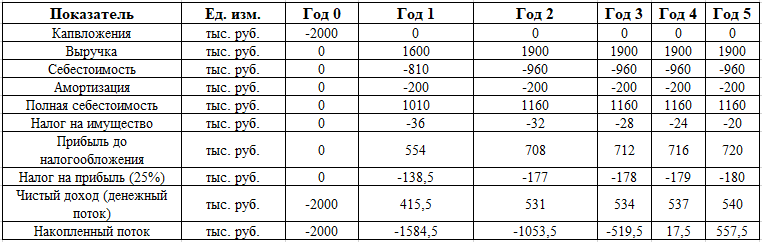 Показатель Ед. изм. Год 0 Год 1 Год 2 Год 3 Год 4 Год 5
Капвложения тыс. руб. -2000 0 0 0 0 0
Выручка тыс. руб. 0 1600 1900 1900 1900 1900
Себестоимость тыс. руб. 0 -810 -960 -960 -960 -960
Амортизация тыс. руб. 0 -200 -200 -200 -200 -200
Полная себестоимость тыс. руб. 0 1010 1160 1160 1160 1160
Налог на имущество тыс. руб. 0 -36 -32 -28 -24 -20
Прибыль до
налогообложения тыс. руб. 0 554 708 712 716 720
Налог на прибыль (25%) тыс. руб. 0 -138,5 -177 -178 -179 -180
Чистый доход (денежный
поток) тыс. руб. -2000 415,5 531 534 537 540
Накопленный поток тыс. руб. -2000 -1584,5 -1053,5 -519,5 17,5 557,5